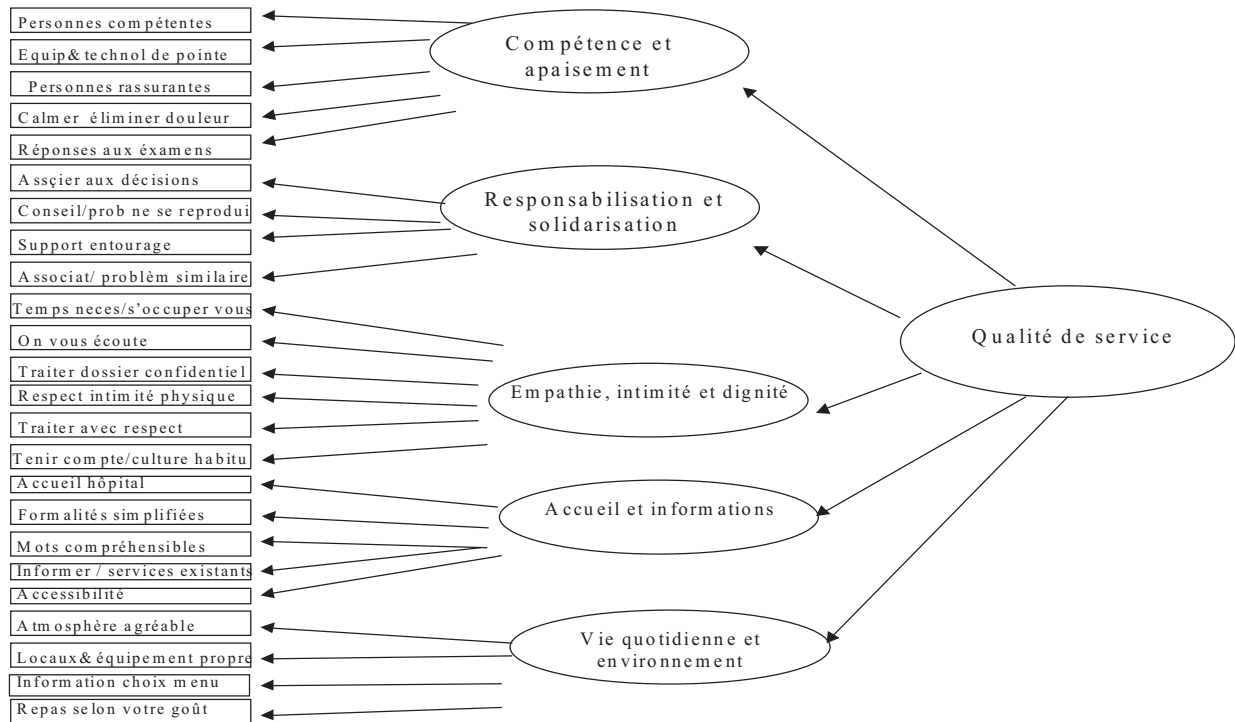 Personnes compétentes
Equip&technol de pointe
Personnes rassurantes
Calmer éliminer douleur
Réponses aux éxamens
Assçier aux décisions
Conseil/prob ne se reprodui
Support entourage
Associat/ problèm similaire
Temps neces/s’occuper vous
On vous écoute
Traiter dossier confidentiel
Respect intimité physique
Traiter avec respect
Tenir compte/culture habitu
Accueil hôpital
Formalités simplifiées
Mots compréhensibles
Informer / services existants
Accessibilité
Atmosphère agréable
Locaux&équipement propre
Information choix menu
Repas selon votre goût
Compétence et
apaisement
Responsabilisation et
solidarisation
Empathie, intimité et dignité
Accueil et informations
Vie quotidienne et
environnement
Qualité de service